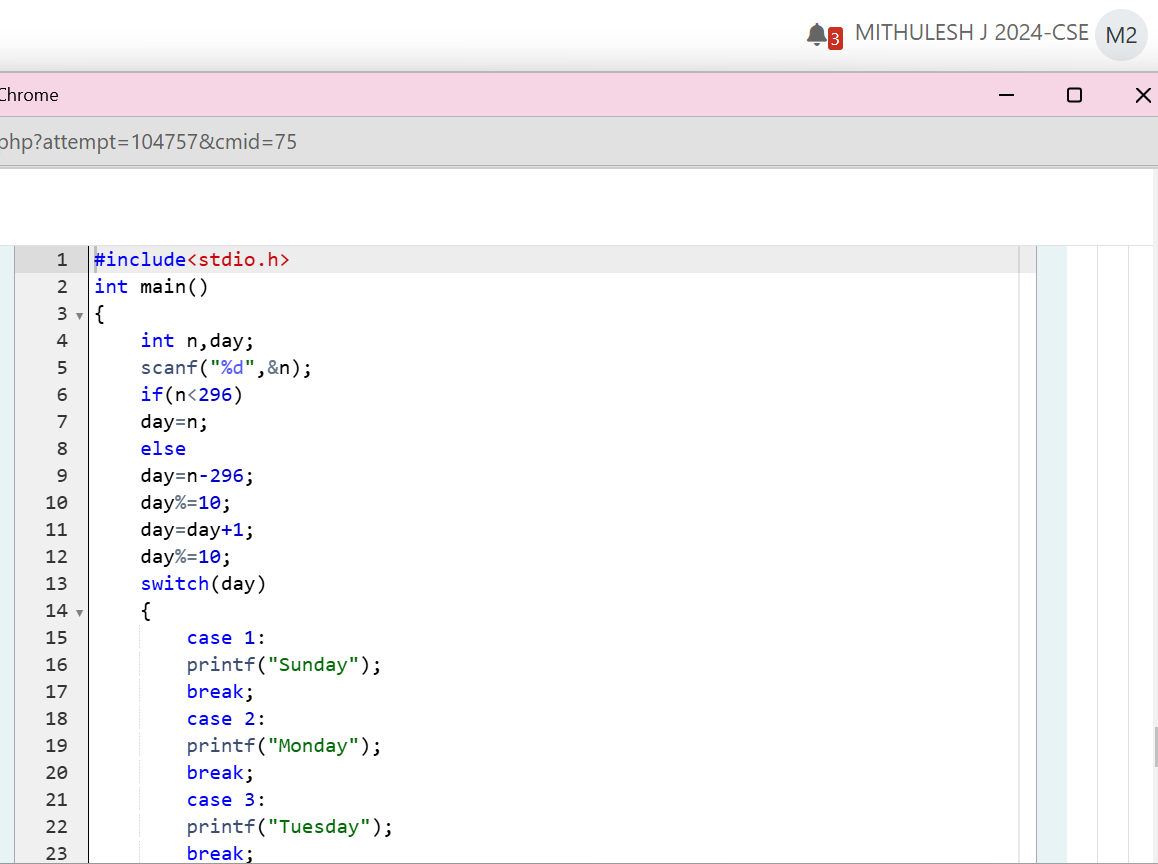 3 MITHULESH J 2024-CSE M2
Chrome
php?attempt=104757&cmid=75
1 #include<stdio.h>
2 int main()
3 {
4 int n,day;
5 scanf("%d",&n);
6 if(n<296)
7 day=n;
8 else
9 day=n-296;
10 day%=10;
11 day=day+1;
12 day%=10;
13 switch(day)
14 {
15 case 1:
16 printf("Sunday");
17 break;
18 case 2:
19 printf("Monday");
20 break;
21 case 3:
22 printf("Tuesday");
23 break;